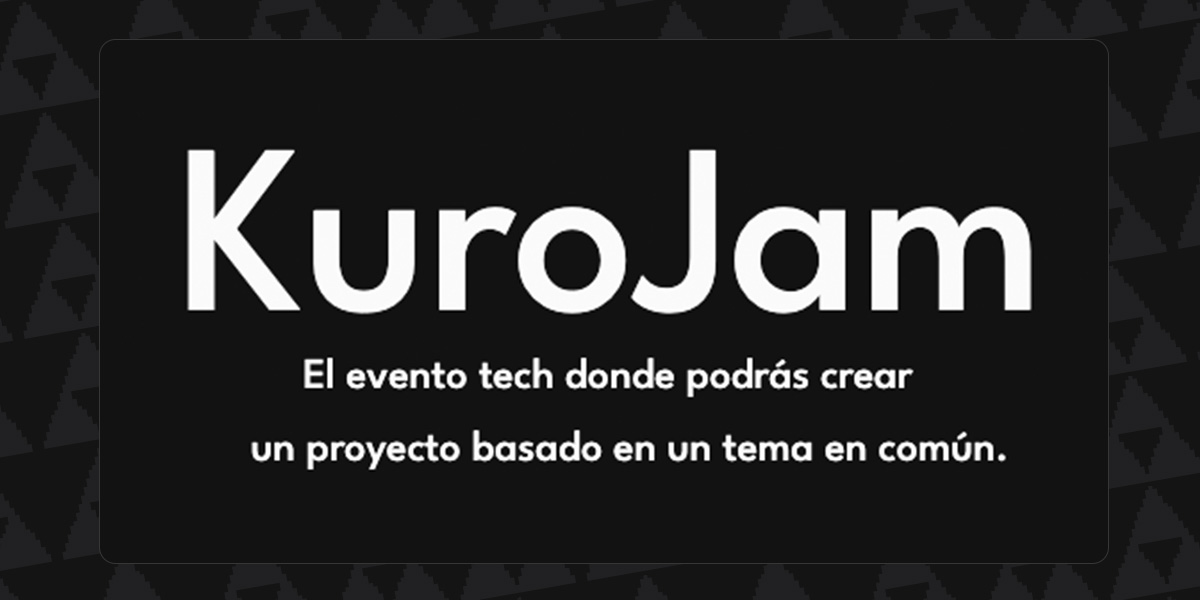 KuroJam
El evento tech donde podrás crear
un proyecto basado en un tema en común.